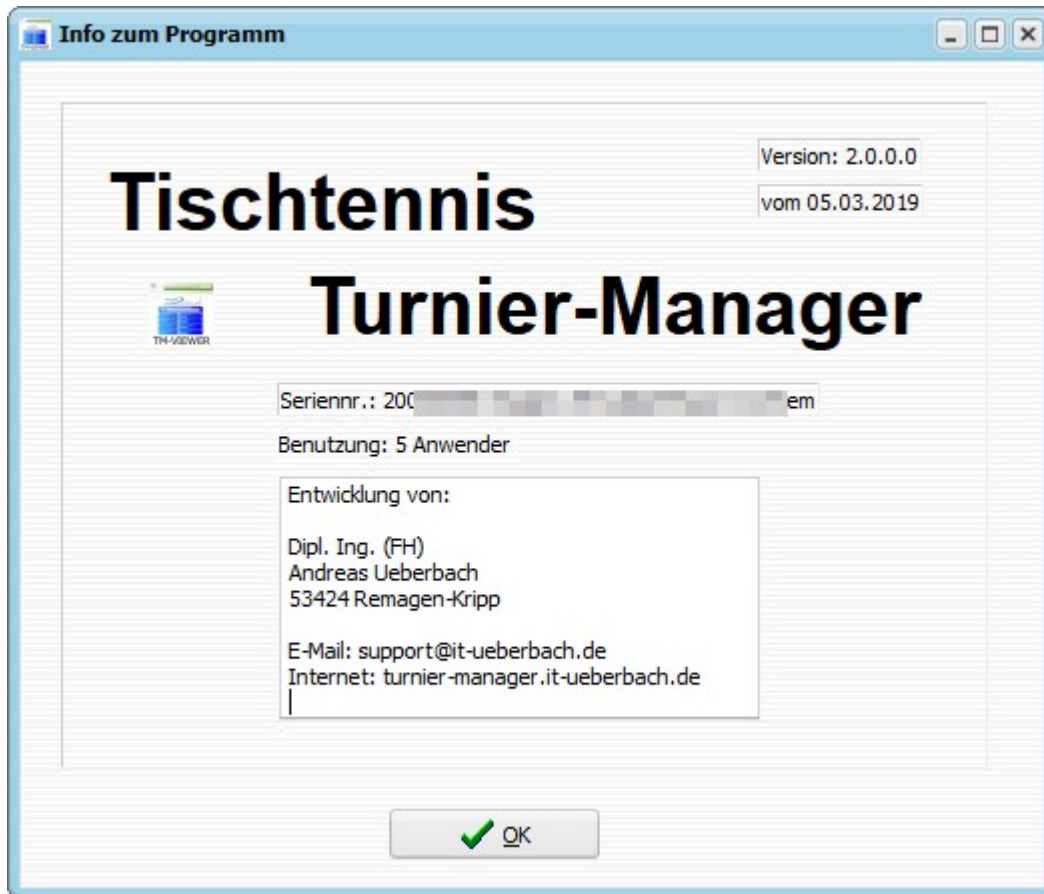 Info zum Programm
Version: 2.0.0.0
vom 05.03.2019
Tischtennis
Turnier-Manager
TM-VIEWER
Seriennr.: 200 em
Benutzung: 5 Anwender
Entwicklung von:
Dipl. Ing. (FH)
Andreas Ueberbach
53424 Remagen-Kripp
E-Mail: support@it-ueberbach.de
Internet: turnier-manager.it-ueberbach.de
OK